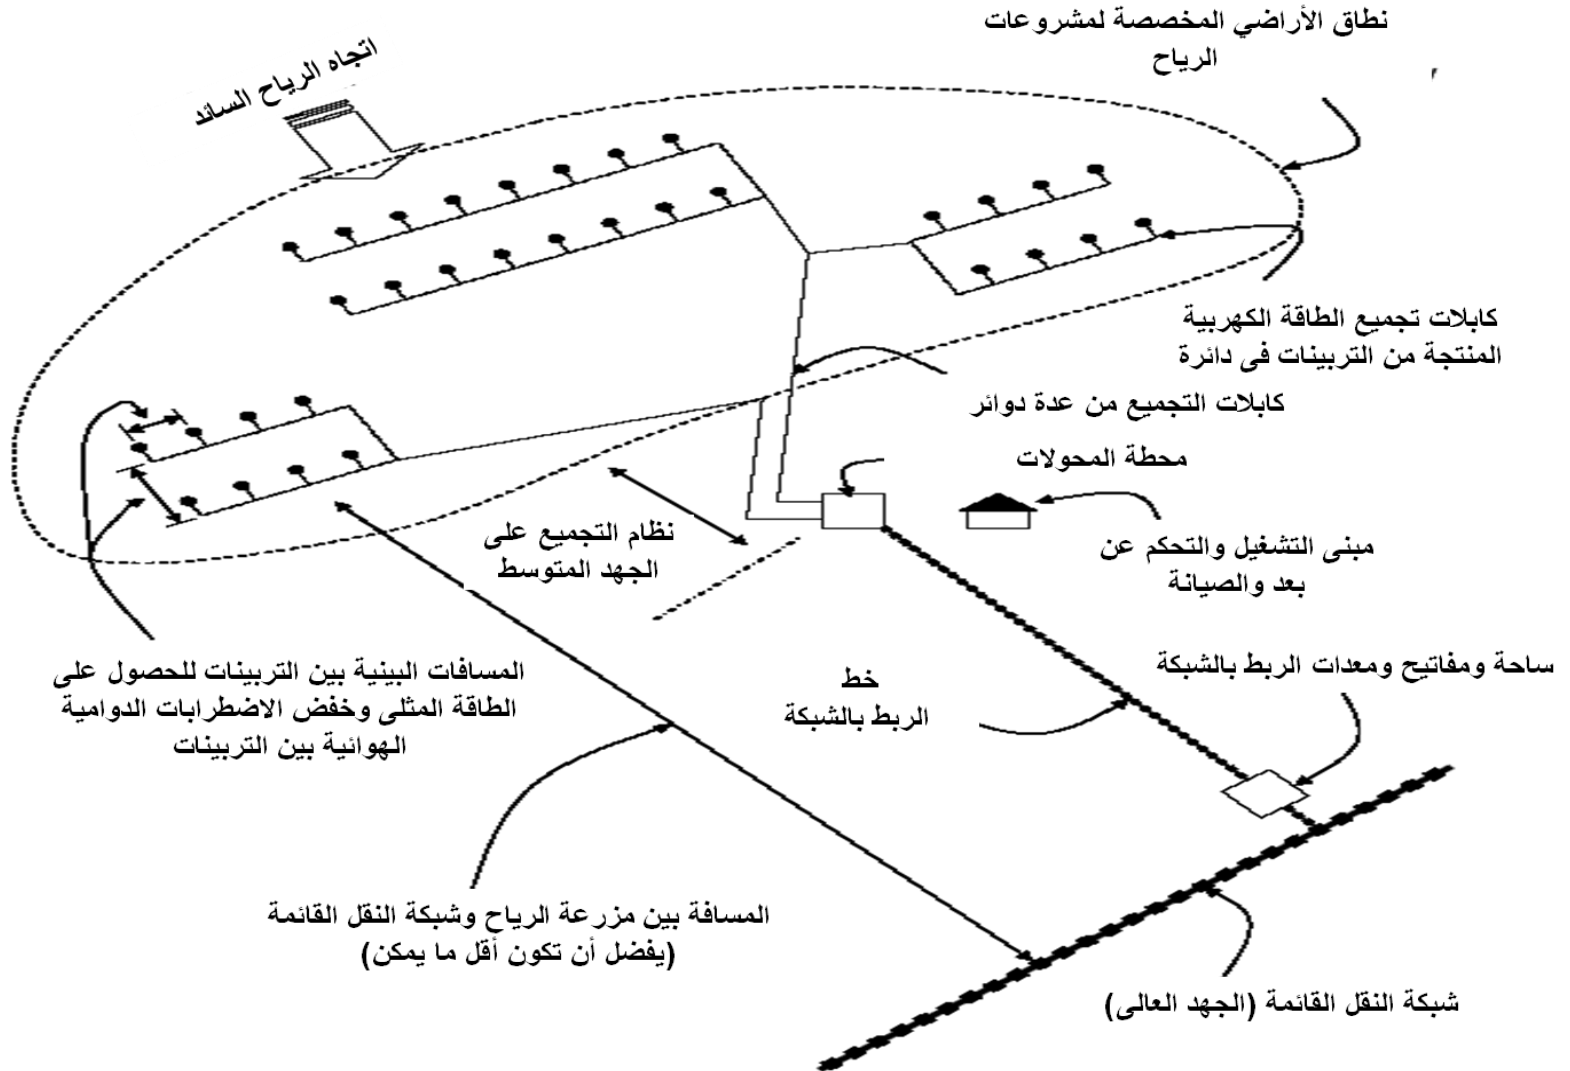 نطاق الأراضي المخصصة لمشروعات
الرياح
اتجاه الرياح السائد
كابلات تجميع الطاقة الكهربية
المنتجة من التربينات فى دائرة
كابلات التجميع من عدة دوائر
محطة المحولات
نظام التجميع على
الجهد المتوسط
مبنى التشغيل والتحكم عن
بعد والصيانة
المسافات البينية بين التربينات للحصول على
الطاقة المثلى وخفض الاضطرابات الدوامية
الهوائية بين التربينات
خط
الربط بالشبكة
ساحة ومفاتيح ومعدات الربط بالشبكة
المسافة بين مزرعة الرياح وشبكة النقل القائمة
(يفضل أن تكون أقل ما يمكن)
شبكة النقل القائمة (الجهد العالى)